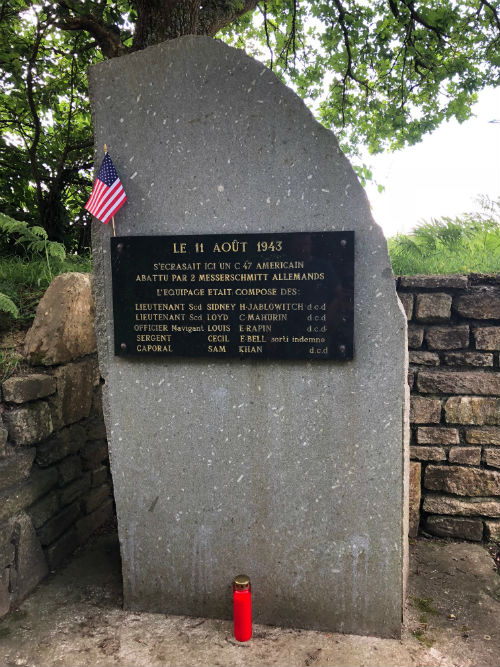 LE 11 AOÛT 1943
S'ECRASAIT ICI UN C 47 AMERICAIN
ABATTU PAR 2 MESSERSCHMITT ALLEMANDS
L'EQUIPAGE ETAIT COMPOSE DES:
LIEUTENANT Scd SIDNEY H·JABLOWITCH d.c.d
LIEUTENANT Scd LOYD C·MAHURIN d.c.d
OFFICIER Navigant LOUIS E·RAPIN d.c.d
SERGENT CECIL E·BELL sorti indemne
CAPORAL SAM KHAN d.c.d